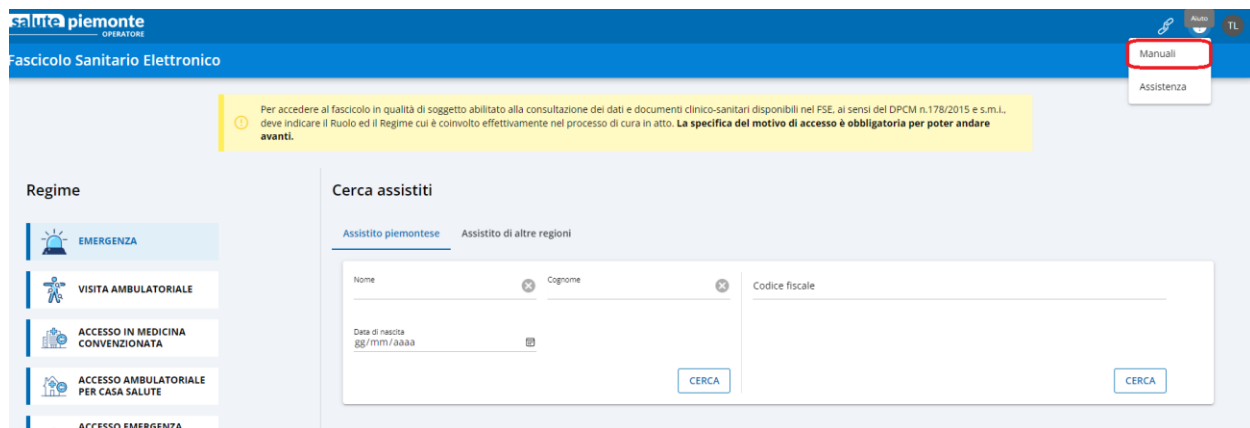 salute piemonte
OPERATORE
Aiuto
TL
Fascicolo Sanitario Elettronico
Manuali
Assistenza
Per accedere al fascicolo in qualità di soggetto abilitato alla consultazione dei dati e documenti clinico-sanitari disponibili nel FSE, ai sensi del DPCM n.178/2015 e s.m.i.,
deve indicare il Ruolo ed il Regime cui è coinvolto effettivamente nel processo di cura in atto. La specifica del motivo di accesso è obbligatoria per poter andare
avanti.
Regime
EMERGENZA
VISITA AMBULATORIALE
ACCESSO IN MEDICINA
CONVENZIONATA
ACCESSO AMBULATORIALE
PER CASA SALUTE
ACCESSO EMERGENZA
Cerca assistiti
Assistito piemontese Assistito di altre regioni
Nome Cognome Codice fiscale
Data di nascita
gg/mm/aaaa
CERCA CERCA